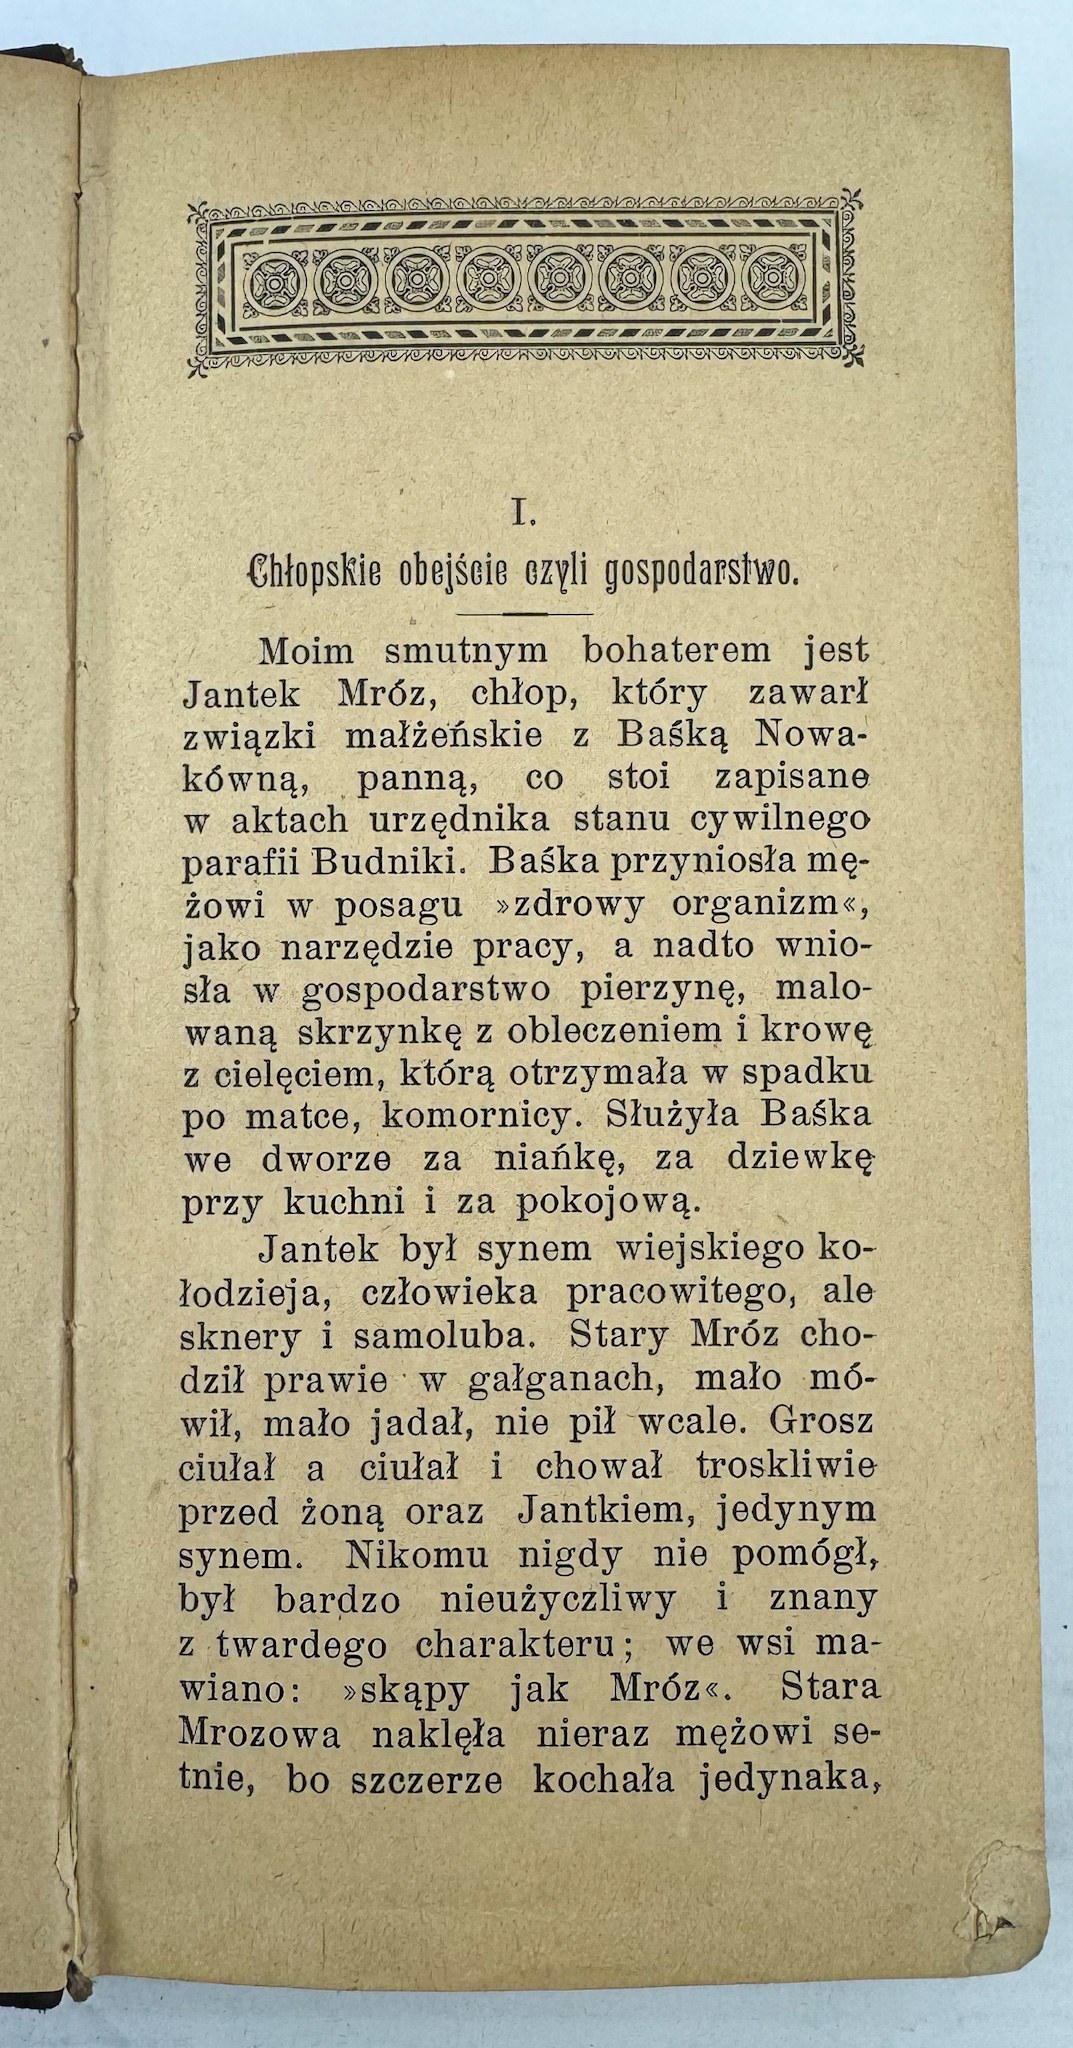 I.
Chłopskie obejście czyli gospodarstwo.
Moim smutnym bohaterem jest
Jantek Mróz, chłop, który zawarł
związki małżeńskie z Baśką Nowa-
kówną, panną, co stoi zapisane
w aktach urzędnika stanu cywilnego
parafii Budniki. Baśka przyniosła mę-
żowi w posagu »zdrowy organizm«,
jako narzędzie pracy, a nadto wnio-
sła w gospodarstwo pierzynę, malo-
waną skrzynkę z obleczeniem i krowę
z cielęciem, którą otrzymała w spadku
po matce, komornicy. Służyła Baśka
we dworze za niańkę, za dziewkę
przy kuchni i za pokojową.
Jantek był synem wiejskiego ko-
łodzieja, człowieka pracowitego, ale
sknery i samoluba. Stary Mróz cho-
dził prawie w gałganach, mało mó-
wił, mało jadał, nie pił wcale. Grosz
ciułał a ciułał i chował troskliwie
przed żoną oraz Jantkiem, jedynym
synem. Nikomu nigdy nie pomógł,
był bardzo nieużyczliwy i znany
z twardego charakteru; we wsi ma-
wiano: »skąpy jak Mróz«. Stara
Mrozowa naklęła nieraz mężowi se-
tnie, bo szczerze kochała jedynaka,